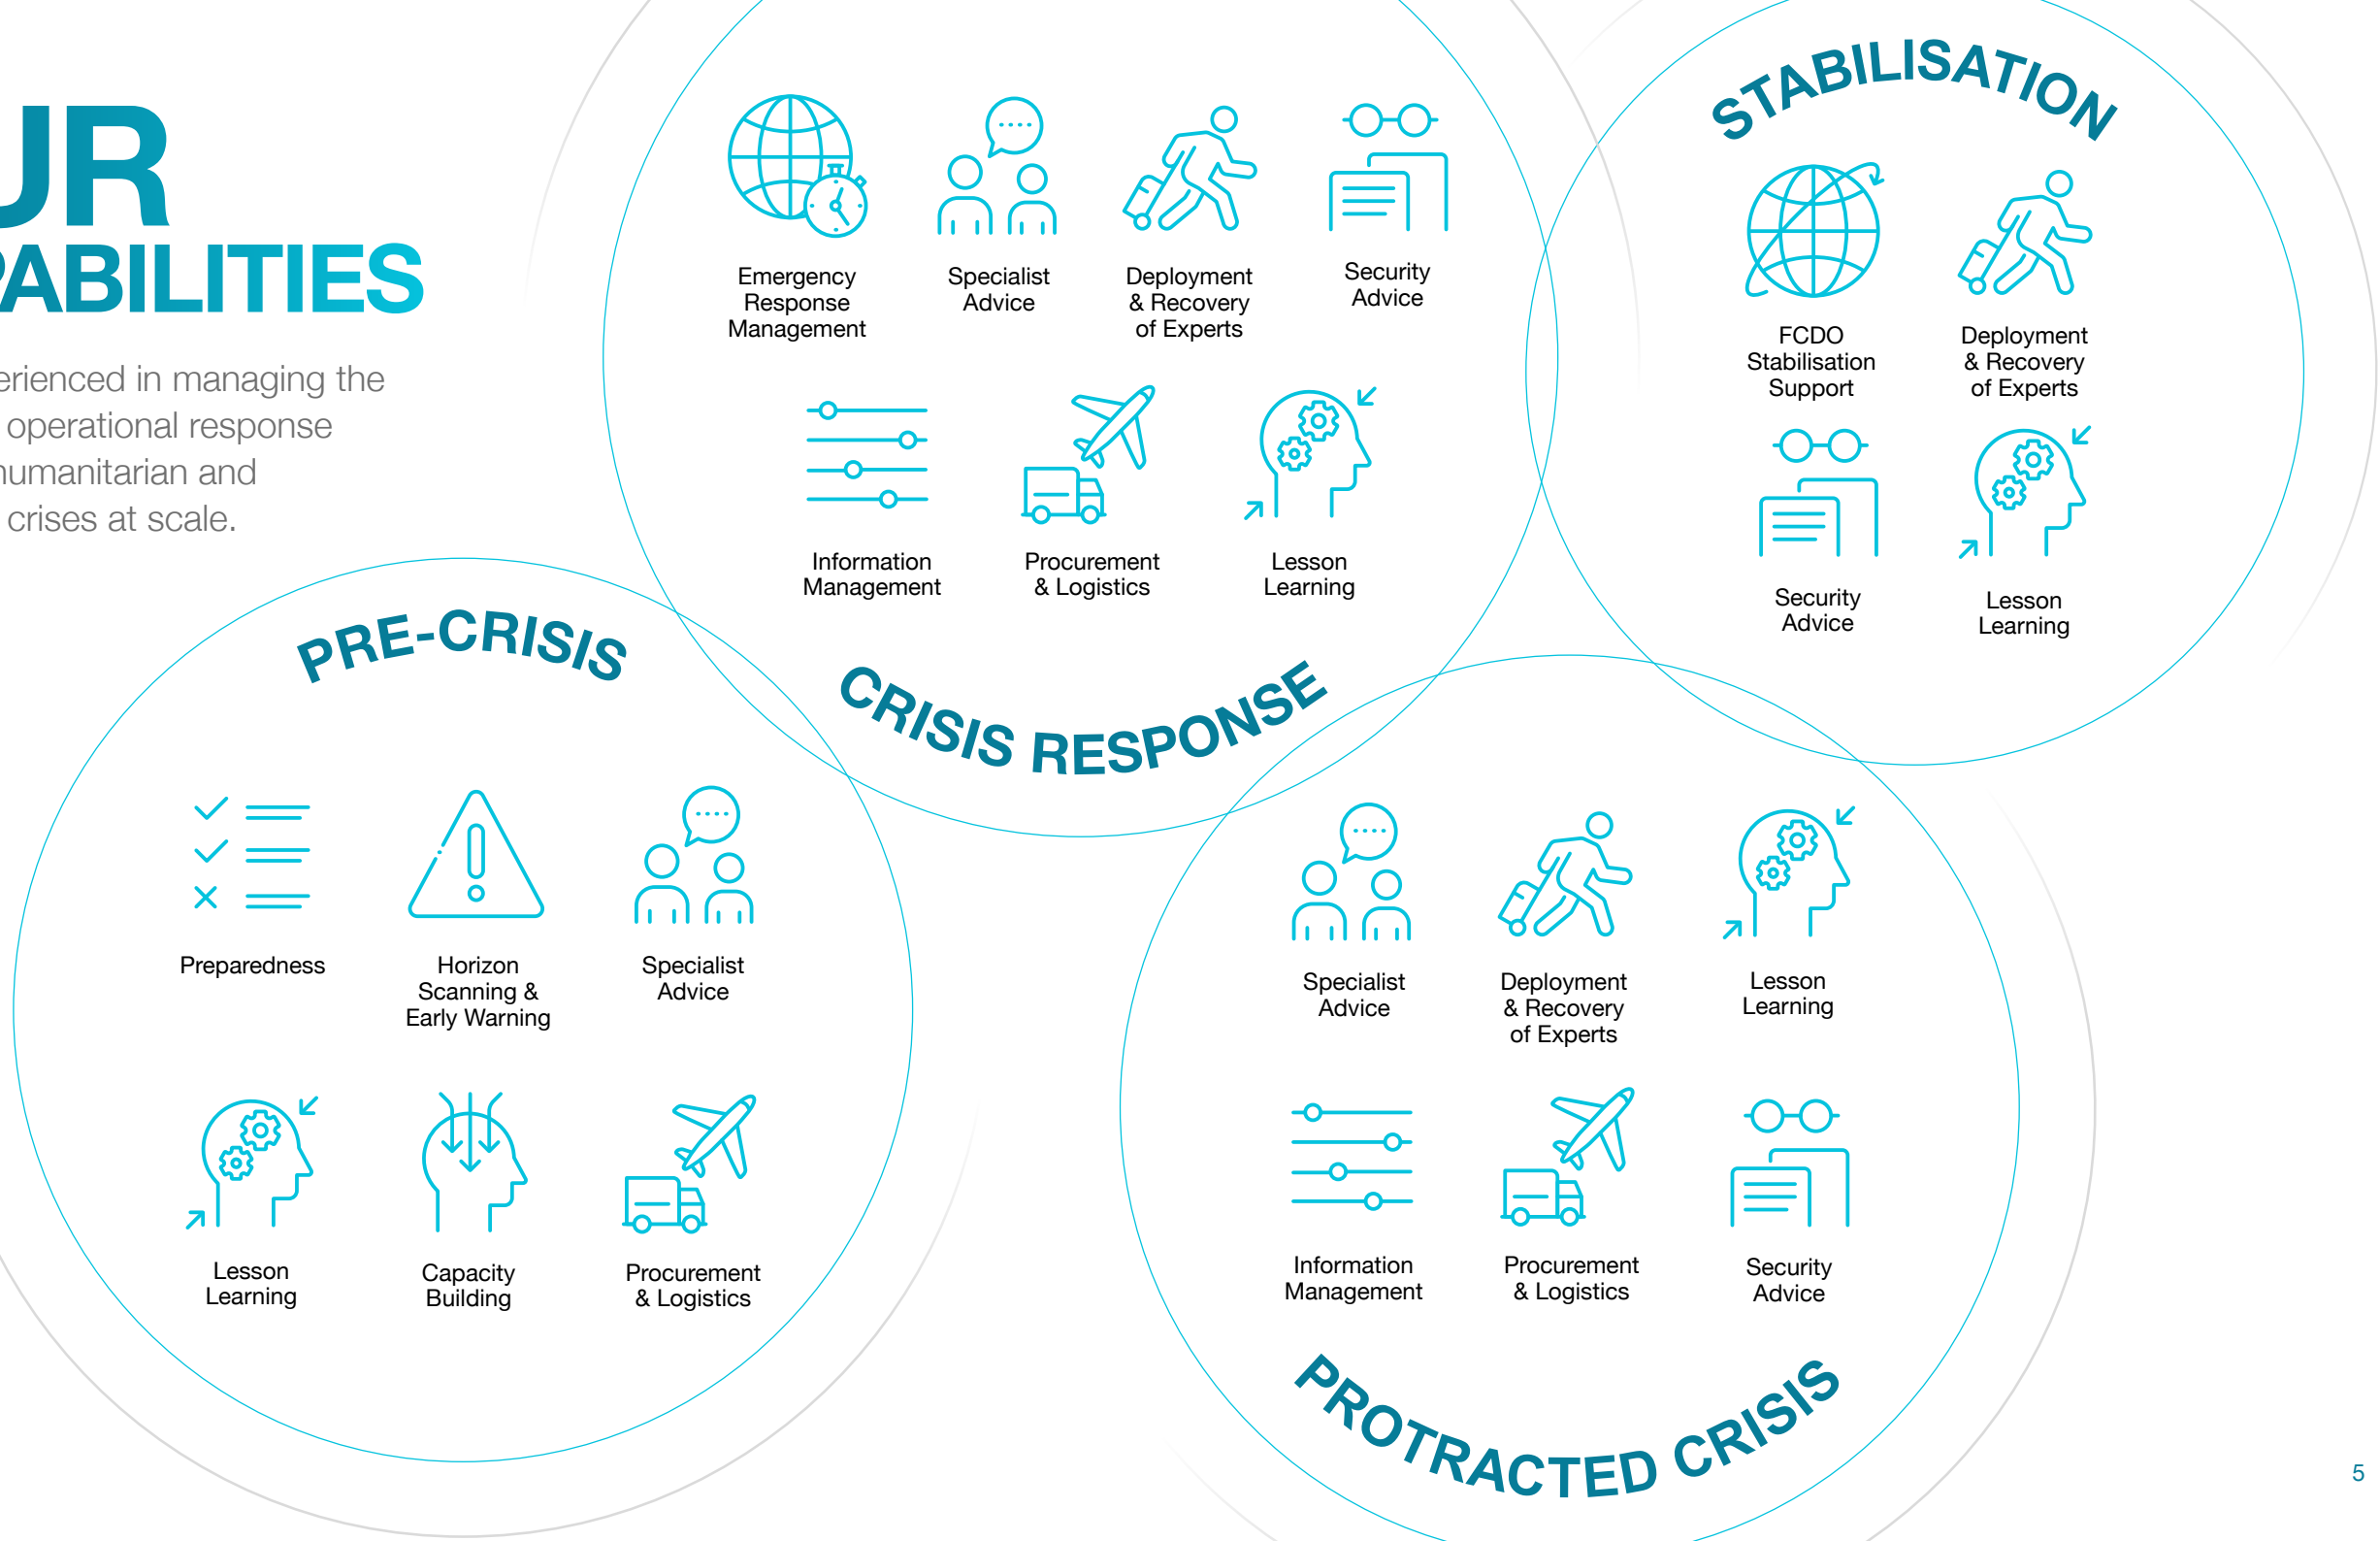 UR
PABILITIES
erienced in managing the
operational response
humanitarian and
crises at scale.
Emergency
Response
Management
Specialist
Advice
Deployment
& Recovery
of Experts
Security
Advice
Information
Management
Procurement
& Logistics
Lesson
Learning
CRISIS RESPONSE
STABILISATION
FCDO
Stabilisation
Support
Deployment
& Recovery
of Experts
Security
Advice
Lesson
Learning
PRE-CRISIS
Preparedness
Horizon
Scanning &
Early Warning
Specialist
Advice
Lesson
Learning
Capacity
Building
Procurement
& Logistics
Specialist
Advice
Deployment
& Recovery
of Experts
Lesson
Learning
Information
Management
Procurement
& Logistics
Security
Advice
PROTRACTED CRISIS
5